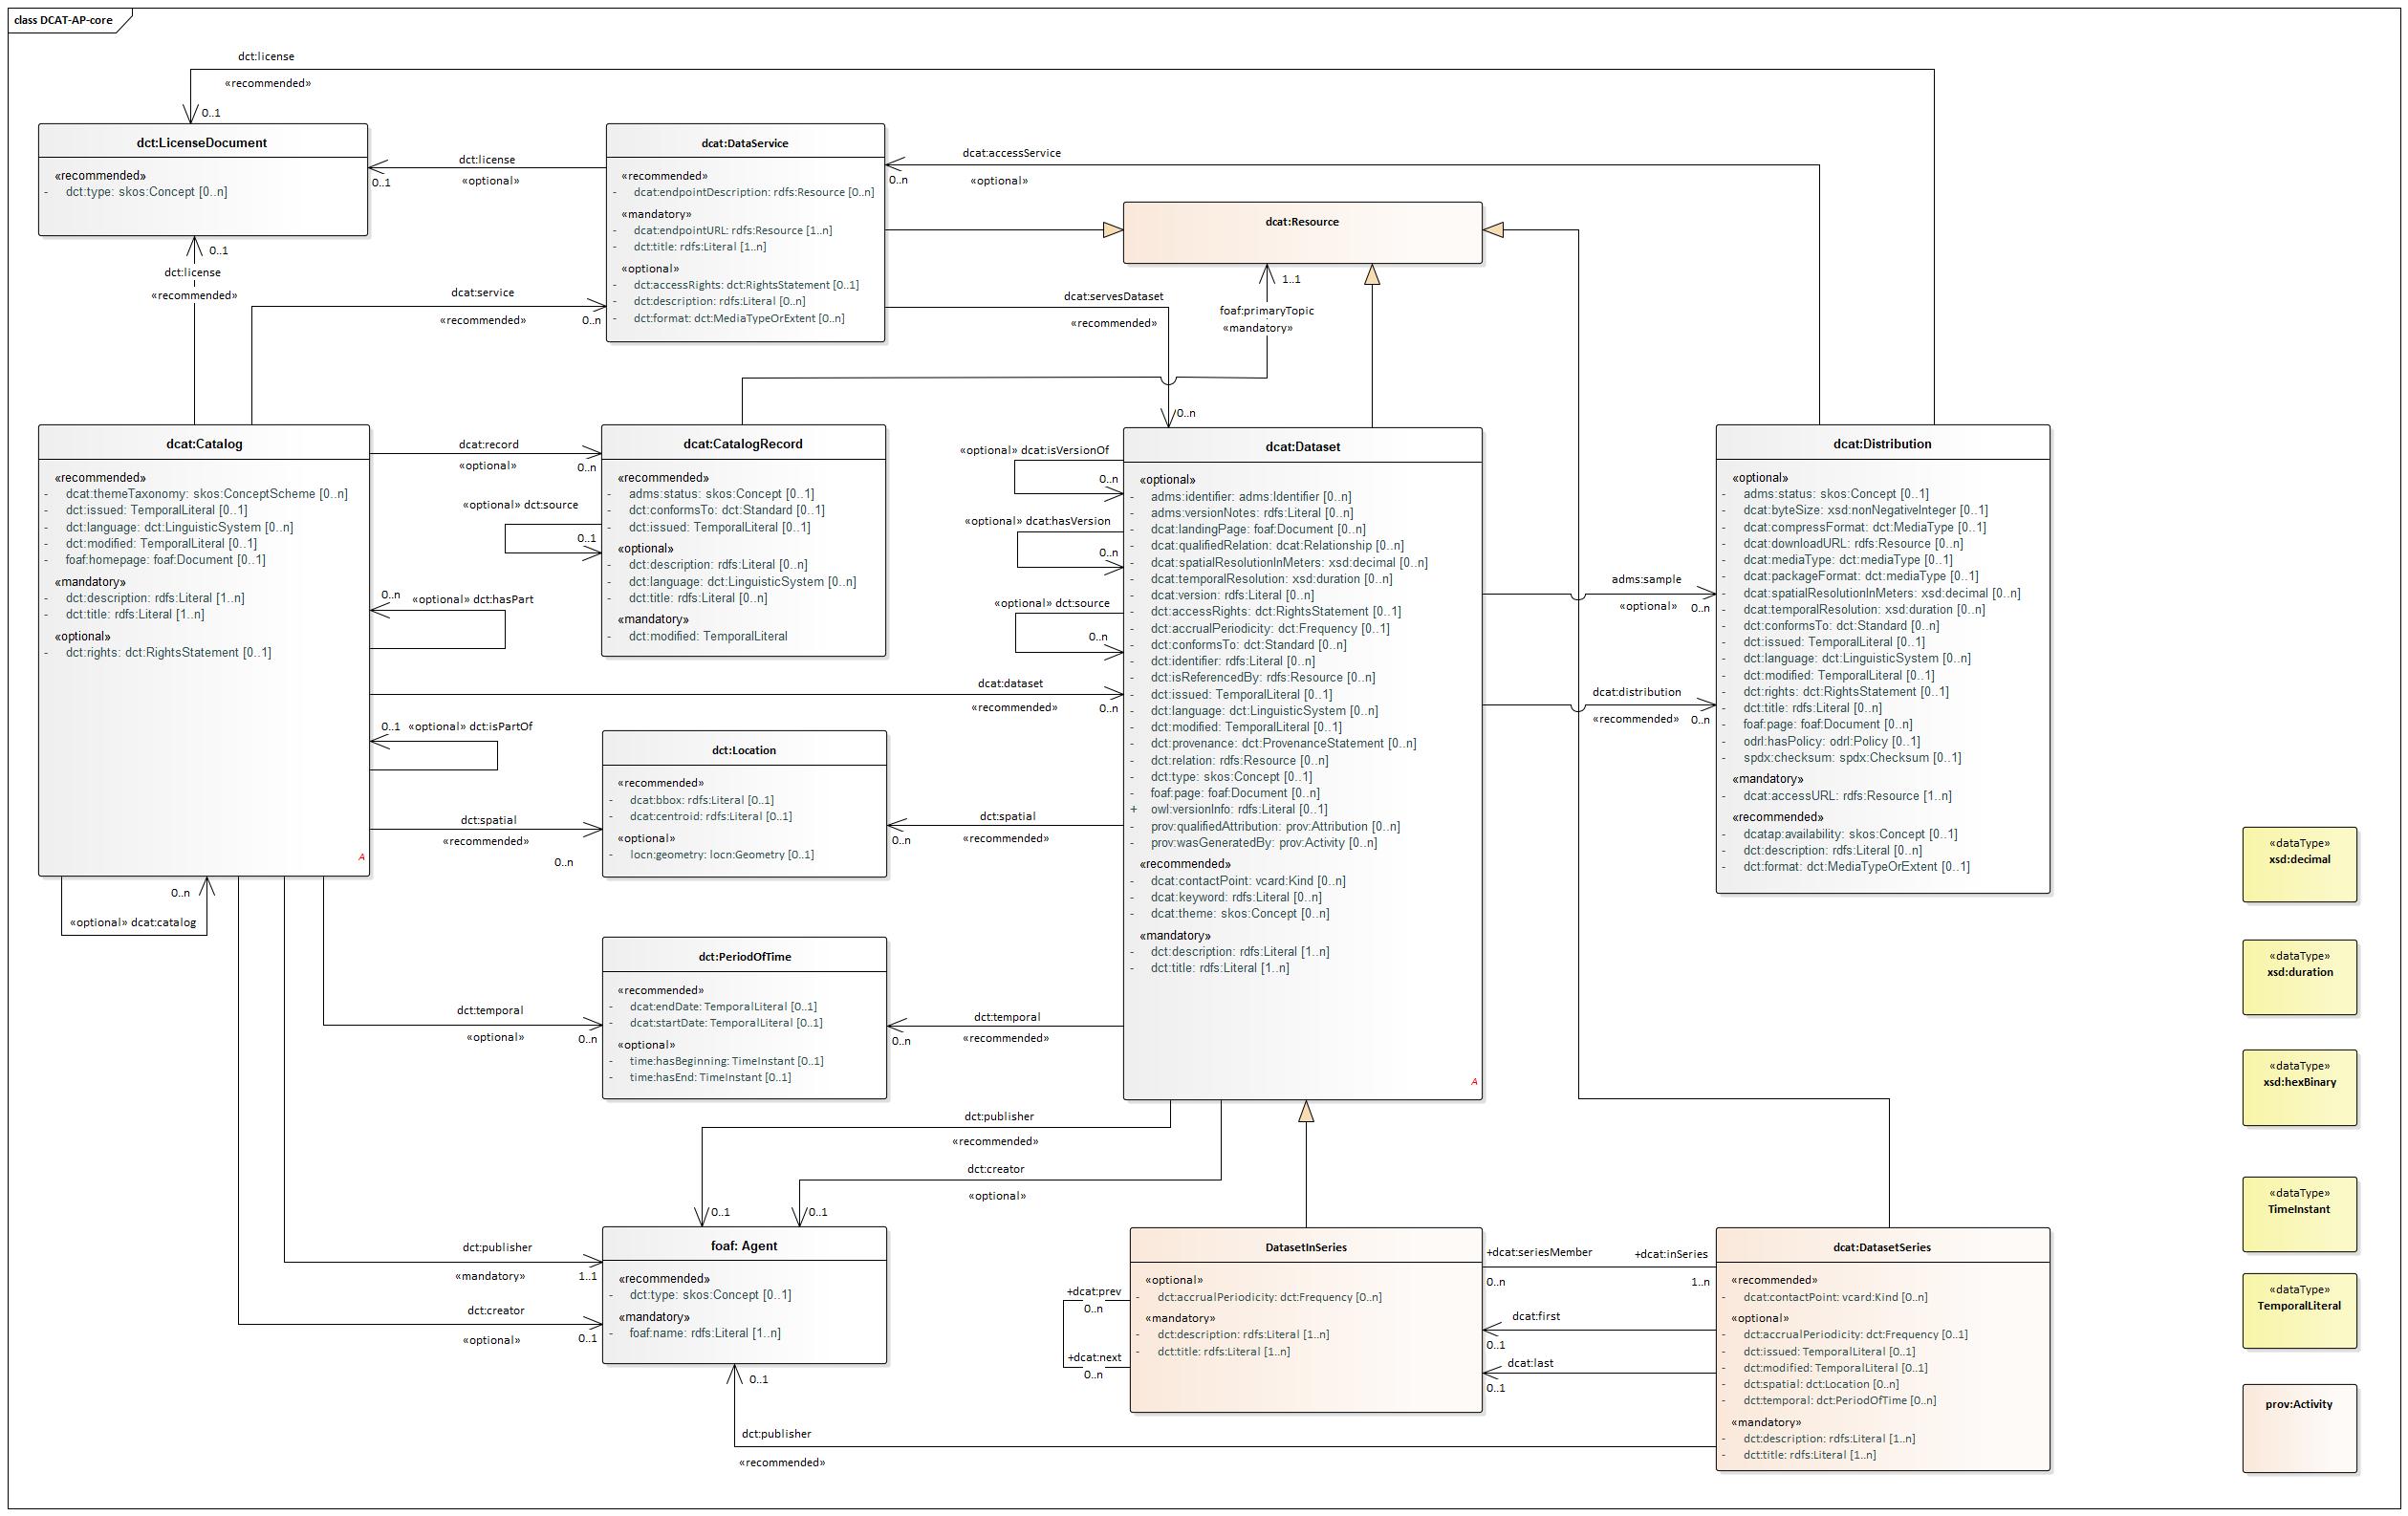 class DCAT-AP-core
dct:license
«recommended»
0..1
dct:LicenseDocument
«recommended»
- dct:type: skos:Concept [0..n]
dct:license
«optional»
0..1
dcat:DataService
«recommended»
- dcat:endpointDescription: rdfs:Resource [0..n]
«mandatory»
- dcat:endpointURL: rdfs:Resource [1..n]
- dct:title: rdfs:Literal [1..n]
«optional»
- dct:accessRights: dct:RightsStatement [0..1]
- dct:description: rdfs:Literal [0..n]
- dct:format: dct:MediaTypeOrExtent [0..n]
dcat:accessService
«optional»
0..n
dcat:Resource
0..1
dct:license
«recommended»
dcat:service
«recommended»
0..n
dcat:servesDataset
«recommended»
0..n
1..1
foaf:primaryTopic
«mandatory»
dcat:Catalog
«recommended»
- dcat:themeTaxonomy: skos:ConceptScheme [0..n]
- dct:issued: TemporalLiteral [0..1]
- dct:language: dct:LinguisticSystem [0..n]
- dct:modified: TemporalLiteral [0..1]
- foaf:homepage: foaf:Document [0..1]
«mandatory»
- dct:description: rdfs:Literal [1..n]
- dct:title: rdfs:Literal [1..n]
«optional»
- dct:rights: dct:RightsStatement [0..1]
A
dcat:record
«optional»
0..n
dcat:CatalogRecord
«recommended»
- adms:status: skos:Concept [0..1]
- dct:conformsTo: dct:Standard [0..1]
- dct:issued: TemporalLiteral [0..1]
«optional»
- dct:description: rdfs:Literal [0..n]
- dct:language: dct:LinguisticSystem [0..n]
- dct:title: rdfs:Literal [0..n]
«mandatory»
- dct:modified: TemporalLiteral
«optional» dct:source
0..1
0..n
«optional» dct:hasPart
0..1
«optional» dct:isPartOf
0..n
«optional» dcat:catalog
«optional» dcat:isVersionOf
0..n
«optional» dcat:hasVersion
0..n
«optional» dct:source
0..n
dcat:dataset
«recommended»
0..n
dcat:Dataset
«optional»
- adms:identifier: adms:Identifier [0..n]
- adms:versionNotes: rdfs:Literal [0..n]
- dcat:landingPage: foaf:Document [0..n]
- dcat:qualifiedRelation: dcat:Relationship [0..n]
- dcat:spatialResolutionInMeters: xsd:decimal [0..n]
- dcat:temporalResolution: xsd:duration [0..n]
- dcat:version: rdfs:Literal [0..n]
- dct:accessRights: dct:RightsStatement [0..1]
- dct:accrualPeriodicity: dct:Frequency [0..1]
- dct:conformsTo: dct:Standard [0..n]
- dct:identifier: rdfs:Literal [0..n]
- dct:isReferencedBy: rdfs:Resource [0..n]
- dct:issued: TemporalLiteral [0..1]
- dct:language: dct:LinguisticSystem [0..n]
- dct:modified: TemporalLiteral [0..1]
- dct:provenance: dct:ProvenanceStatement [0..n]
- dct:relation: rdfs:Resource [0..n]
- dct:type: skos:Concept [0..1]
- foaf:page: foaf:Document [0..n]
+ owl:versionInfo: rdfs:Literal [0..1]
- prov:qualifiedAttribution: prov:Attribution [0..n]
- prov:wasGeneratedBy: prov:Activity [0..n]
«recommended»
- dcat:contactPoint: vcard:Kind [0..n]
- dcat:keyword: rdfs:Literal [0..n]
- dcat:theme: skos:Concept [0..n]
«mandatory»
- dct:description: rdfs:Literal [1..n]
- dct:title: rdfs:Literal [1..n]
A
adms:sample
«optional»
0..n
dcat:distribution
«recommended»
0..n
dcat:Distribution
«optional»
- adms:status: skos:Concept [0..1]
- dcat:byteSize: xsd:nonNegativeInteger [0..1]
- dcat:compressFormat: dct:MediaType [0..1]
- dcat:downloadURL: rdfs:Resource [0..n]
- dcat:mediaType: dct:mediaType [0..1]
- dcat:packageFormat: dct:mediaType [0..1]
- dcat:spatialResolutionInMeters: xsd:decimal [0..n]
- dcat:temporalResolution: xsd:duration [0..n]
- dct:conformsTo: dct:Standard [0..n]
- dct:issued: TemporalLiteral [0..1]
- dct:language: dct:LinguisticSystem [0..n]
- dct:modified: TemporalLiteral [0..1]
- dct:rights: dct:RightsStatement [0..1]
- dct:title: rdfs:Literal [0..n]
- foaf:page: foaf:Document [0..n]
- odrl:hasPolicy: odrl:Policy [0..1]
- spdx:checksum: spdx:Checksum [0..1]
«mandatory»
- dcat:accessURL: rdfs:Resource [1..n]
«recommended»
- dcatap:availability: skos:Concept [0..1]
- dct:description: rdfs:Literal [0..n]
- dct:format: dct:MediaTypeOrExtent [0..1]
dct:spatial
«recommended»
0..n
dct:Location
«recommended»
- dcat:bbox: rdfs:Literal [0..1]
- dcat:centroid: rdfs:Literal [0..1]
«optional»
- locn:geometry: locn:Geometry [0..1]
dct:spatial
«recommended»
0..n
dct:temporal
«optional»
0..n
dct:PeriodOfTime
«recommended»
- dcat:endDate: TemporalLiteral [0..1]
- dcat:startDate: TemporalLiteral [0..1]
«optional»
- time:hasBeginning: TimeInstant [0..1]
- time:hasEnd: TimeInstant [0..1]
dct:temporal
«recommended»
0..n
dct:publisher
«recommended»
0..1
dct:creator
«optional»
0..1
dct:publisher
«mandatory»
1..1
dct:creator
«optional»
0..1
foaf: Agent
«recommended»
- dct:type: skos:Concept [0..1]
«mandatory»
- foaf:name: rdfs:Literal [1..n]
0..1
dct:publisher
«recommended»
+dcat:prev
0..n
+dcat:next
0..n
DatasetInSeries
«optional»
- dct:accrualPeriodicity: dct:Frequency [0..n]
«mandatory»
- dct:description: rdfs:Literal [1..n]
- dct:title: rdfs:Literal [1..n]
+dcat:seriesMember
0..n
+dcat:inSeries
1..n
dcat:first
0..1
dcat:last
0..1
dcat:DatasetSeries
«recommended»
- dcat:contactPoint: vcard:Kind [0..n]
«optional»
- dct:accrualPeriodicity: dct:Frequency [0..1]
- dct:issued: TemporalLiteral [0..1]
- dct:modified: TemporalLiteral [0..1]
- dct:spatial: dct:Location [0..n]
- dct:temporal: dct:PeriodOfTime [0..n]
«mandatory»
- dct:description: rdfs:Literal [1..n]
- dct:title: rdfs:Literal [1..n]
«dataType»
xsd:decimal
«dataType»
xsd:duration
«dataType»
xsd:hexBinary
«dataType»
TimeInstant
«dataType»
TemporalLiteral
prov:Activity